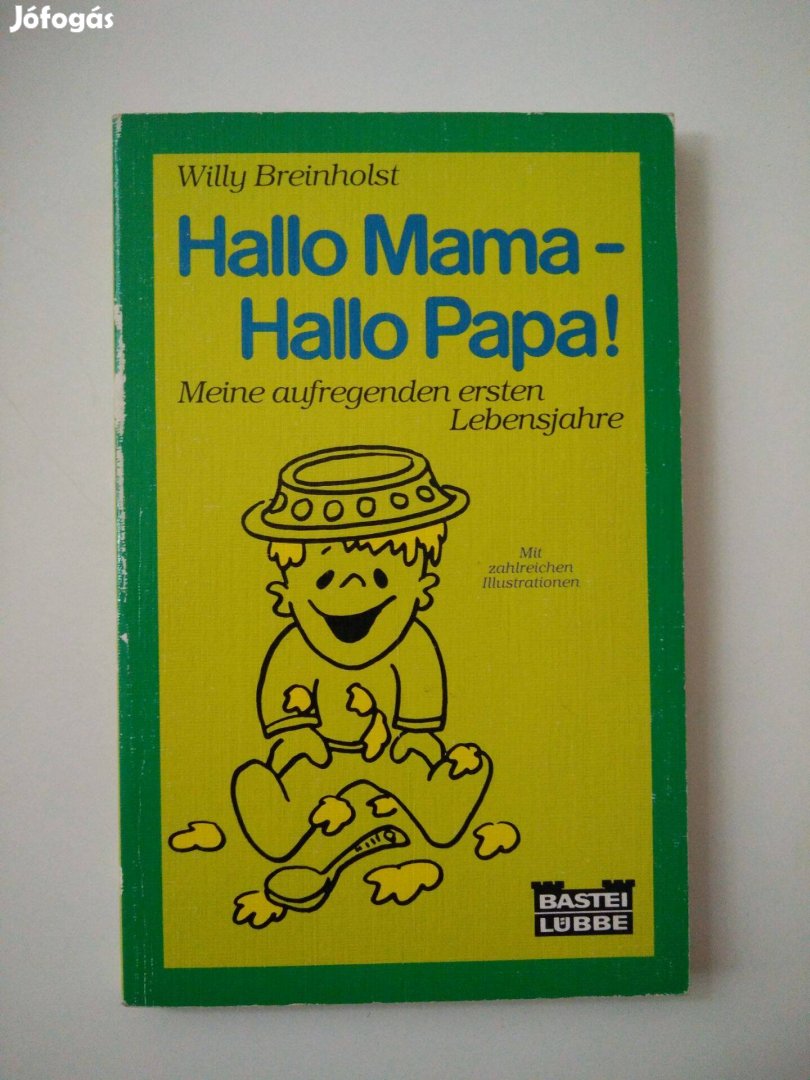 Jófogás
Willy Breinholst
Hallo Mama -
Hallo Papa!
Meine aufregenden ersten
Lebensjahre
Mit
zahlreichen
Illustrationen
BASTEI
LÜBBE